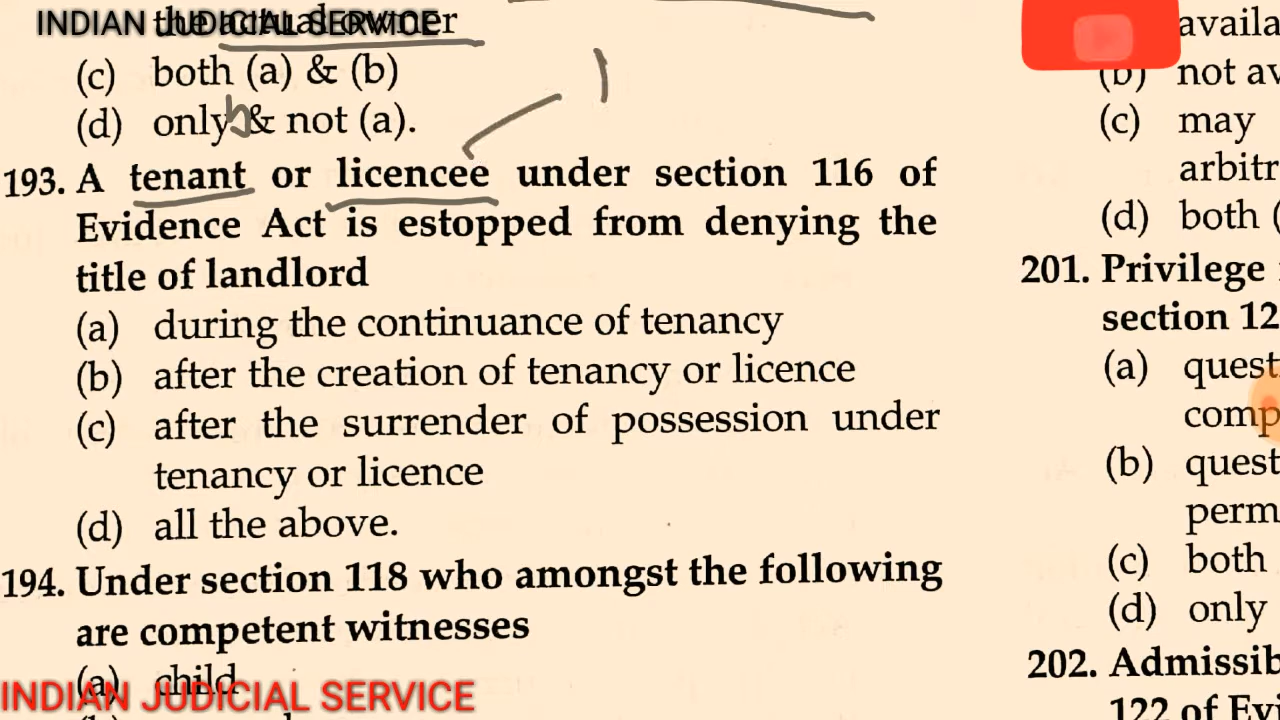 INDIAN JUDICIAL SERVICE
the actual owner
(c) both (a) & (b)
(d) only b & not (a).
193. A tenant or licencee under section 116 of
Evidence Act is estopped from denying the
title of landlord
(a) during the continuance of tenancy
(b) after the creation of tenancy or licence
(c) after the surrender of possession under
tenancy or licence
(d) all the above.
194. Under section 118 who amongst the following
are competent witnesses
(a) child
INDIAN JUDICIAL SERVICE
availa
(b) not av
(c) may
arbitr
(d) both (
201. Privilege
section 12
(a) quest
comp
(b) quest
perm
(c) both
(d) only
202. Admissib
122 of Evi